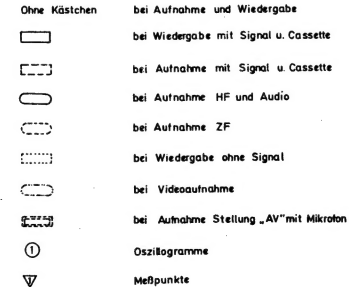 Ohne Kästchen bei Aufnahme und Wiedergabe
bei Wiedergabe mit Signal u. Cassette
bei Aufnahme mit Signal u. Cassette
bei Aufnahme HF und Audio
bei Aufnahme ZF
bei Wiedergabe ohne Signal
bei Videoaufnahme
bei Aufnahme Stellung „AV" mit Mikroton
1 Oszillogramme
1 Meßpunkte